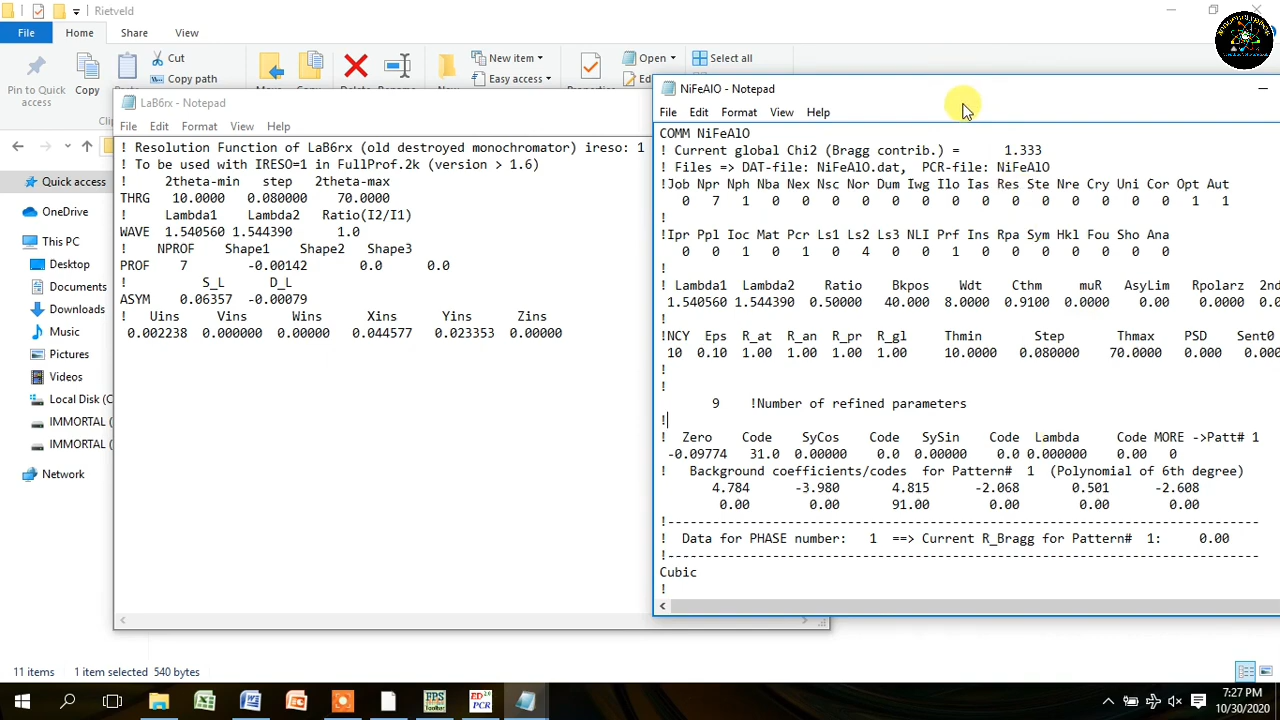 Rietveld
File Home Share View
Pin to Quick access
Copy
Paste
Cut
Copy path
New item
Easy access
Open
Select all
LaB6rx - Notepad
File Edit Format View Help
! Resolution Function of LaB6rx (old destroyed monochromator) ireso: 1
! To be used with IRESO=1 in FullProf.2k (version > 1.6)
! 2theta-min step 2theta-max
THRG 10.0000 0.080000 70.0000
! Lambda1 Lambda2 Ratio(I2/I1)
WAVE 1.540560 1.544390 1.0
! NPROF Shape1 Shape2 Shape3
PROF 7 -0.00142 0.0 0.0
! S_L D_L
ASYM 0.06357 -0.00079
! Uins Vins Wins Xins Yins Zins
0.002238 0.000000 0.00000 0.044577 0.023353 0.00000
NiFeAlO - Notepad
File Edit Format View Help
COMM NiFeAlO
! Current global Chi2 (Bragg contrib.) = 1.333
! Files => DAT-file: NiFeAlO.dat, PCR-file: NiFeAlO
!Job Npr Nph Nba Nex Nsc Nor Dum Iwg Ilo Ias Res Ste Nre Cry Uni Cor Opt Aut
0 7 1 0 0 0 0 0 0 0 0 0 0 0 0 0 0 1 1
!
!Ipr Ppl Ioc Mat Pcr Ls1 Ls2 Ls3 NLI Prf Ins Rpa Sym Hkl Fou Sho Ana
0 0 1 0 1 0 4 0 0 1 0 0 0 0 0 0 0
!
! Lambda1 Lambda2 Ratio Bkpos Wdt Cthm muR AsyLim Rpolarz 2nd
1.540560 1.544390 0.50000 40.000 8.0000 0.9100 0.0000 0.00 0.0000 0.
!
!NCY Eps R_at R_an R_pr R_gl Thmin Step Thmax PSD Sent0
10 0.10 1.00 1.00 1.00 1.00 10.0000 0.080000 70.0000 0.000 0.000
!
!
9 !Number of refined parameters
!
! Zero Code SyCos Code SySin Code Lambda Code MORE ->Patt# 1
-0.09774 31.0 0.00000 0.0 0.00000 0.0 0.000000 0.00 0
! Background coefficients/codes for Pattern# 1 (Polynomial of 6th degree)
4.784 -3.980 4.815 -2.068 0.501 -2.608
0.00 0.00 91.00 0.00 0.00 0.00
!-------------------------------------------------------------------------------
! Data for PHASE number: 1 ==> Current R_Bragg for Pattern# 1: 0.00
!-------------------------------------------------------------------------------
Cubic
!
Quick access
OneDrive
This PC
Desktop
Documents
Downloads
Music
Pictures
Videos
Local Disk (C
IMMORTAL (
IMMORTAL (
Network
11 items 1 item selected 540 bytes
7:27 PM
10/30/2020